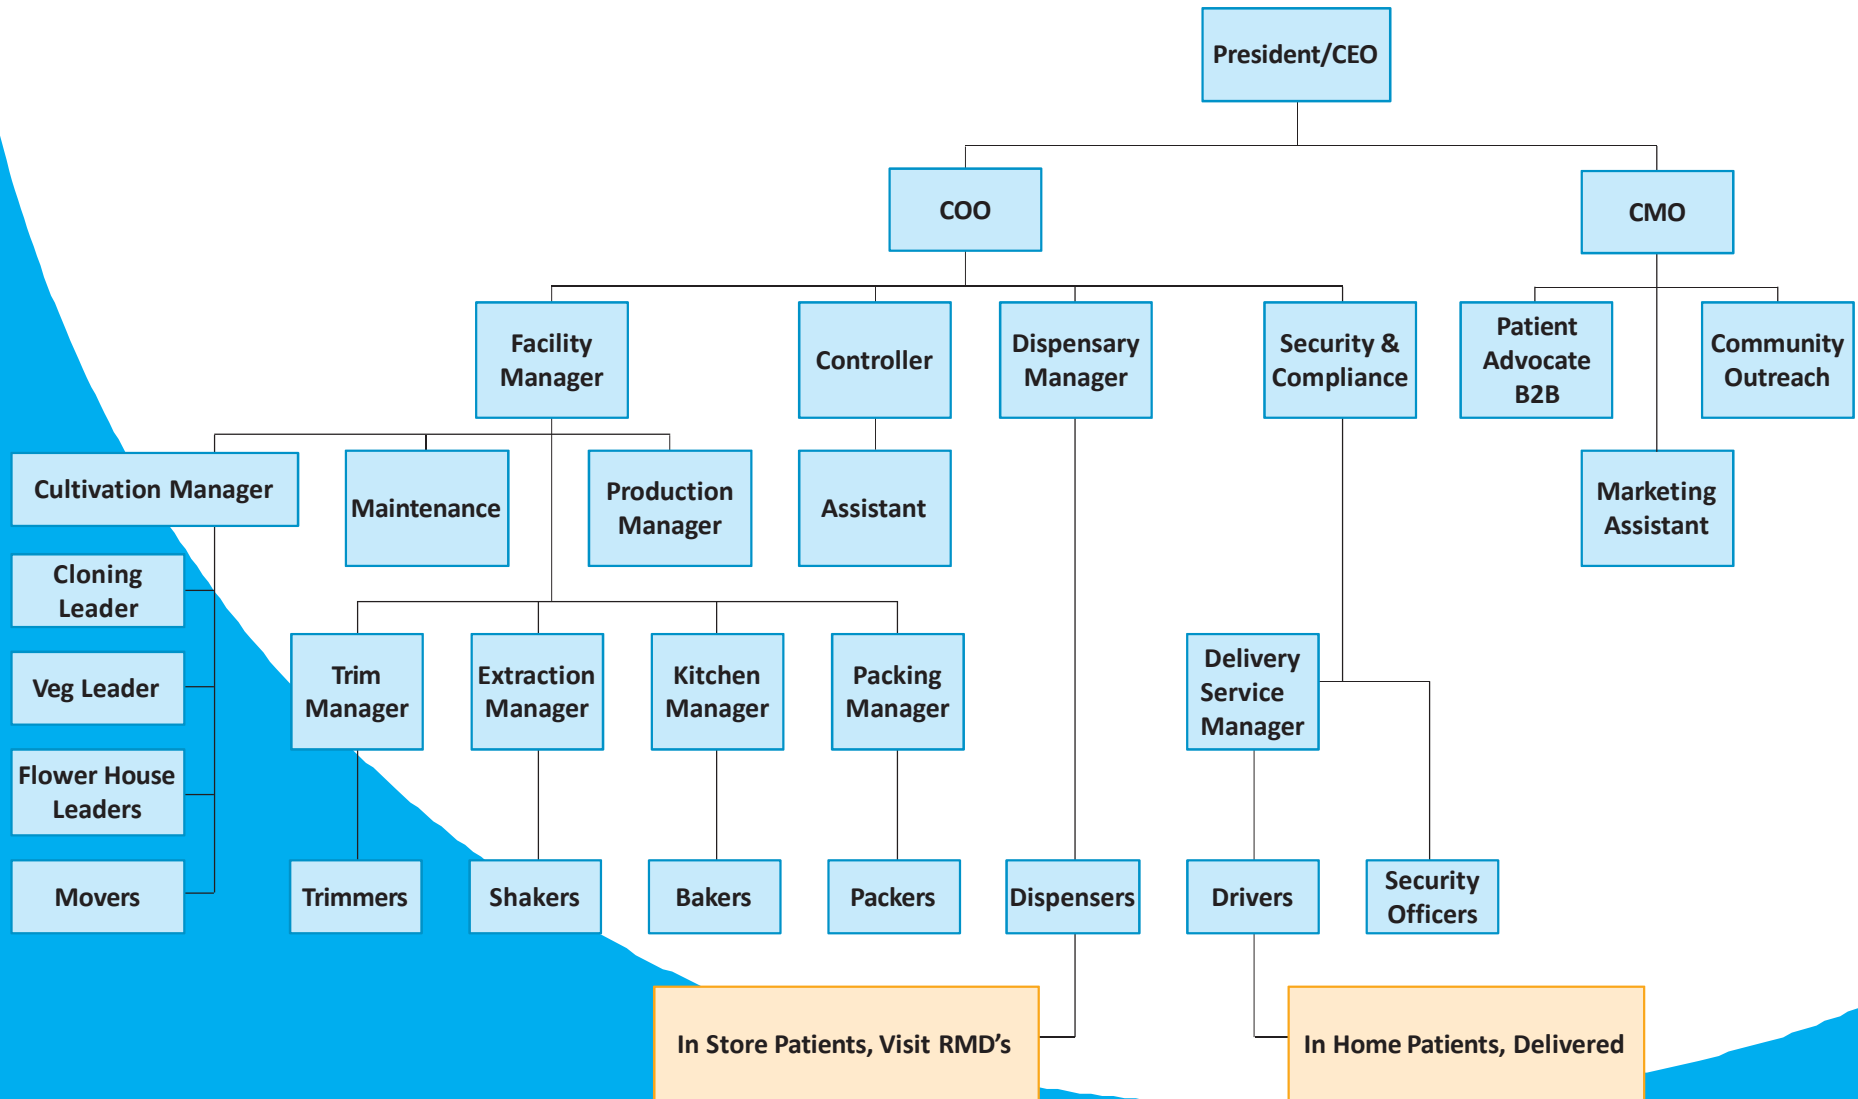 President/CEO
COO
CMO
Facility
Manager
Controller
Dispensary
Manager
Security &
Compliance
Patient
Advocate
B2B
Community
Outreach
Cultivation Manager
Maintenance
Production
Manager
Assistant
Marketing
Assistant
Cloning
Leader
Veg Leader
Flower House
Leaders
Movers
Trim
Manager
Extraction
Manager
Kitchen
Manager
Packing
Manager
Delivery
Service
Manager
Trimmers
Shakers
Bakers
Packers
Dispensers
Drivers
Security
Officers
In Store Patients, Visit RMD’s
In Home Patients, Delivered